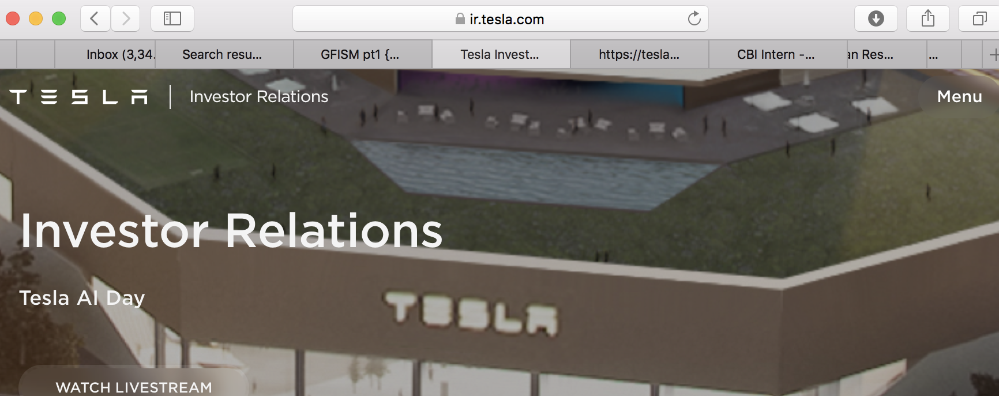 ir.tesla.com
Inbox (3,34.
Search resu...
GFISM pt1 {...
Tesla Invest...
https://tesla...
CBI Intern -...
an Res...
...
TESLA | Investor Relations
Menu
Investor Relations
Tesla AI Day
TESLA
WATCH LIVESTREAM